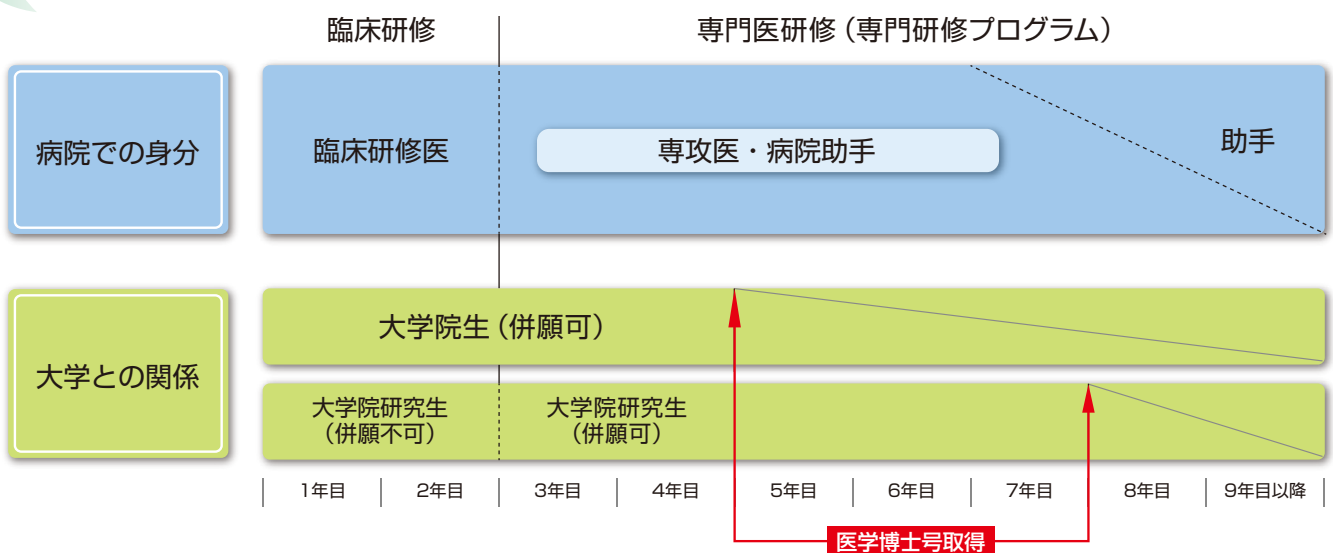 臨床研修
専門医研修（専門研修プログラム）
病院での身分
臨床研修医
専攻医・病院助手
助手
大学との関係
大学院生（併願可）
大学院研究生
（併願不可）
大学院研究生
（併願可）
1年目
2年目
3年目
4年目
5年目
6年目
7年目
8年目
9年目以降
医学博士号取得